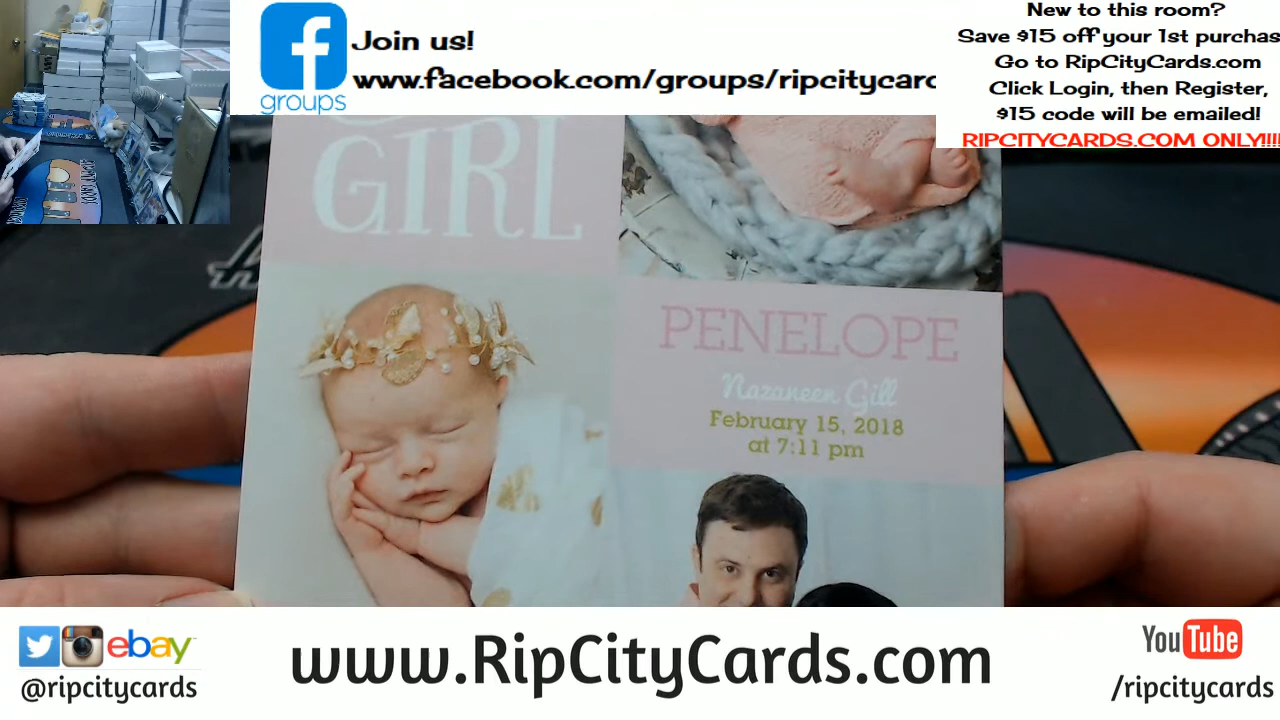 Join us!
www.facebook.com/groups/ripcitycarc
groups
New to this room?
Save $15 off your 1st purchas
Go to RipCityCards.com
Click Login, then Register,
$15 code will be emailed!
RIPCITYCARDS.COM ONLY!!!!
GIRL
PENELOPE
Nazaneen Gill
February 15, 2018
at 7:11 pm
ebay
@ripcitycards
www.RipCityCards.com
YouTube
/ripcitycards